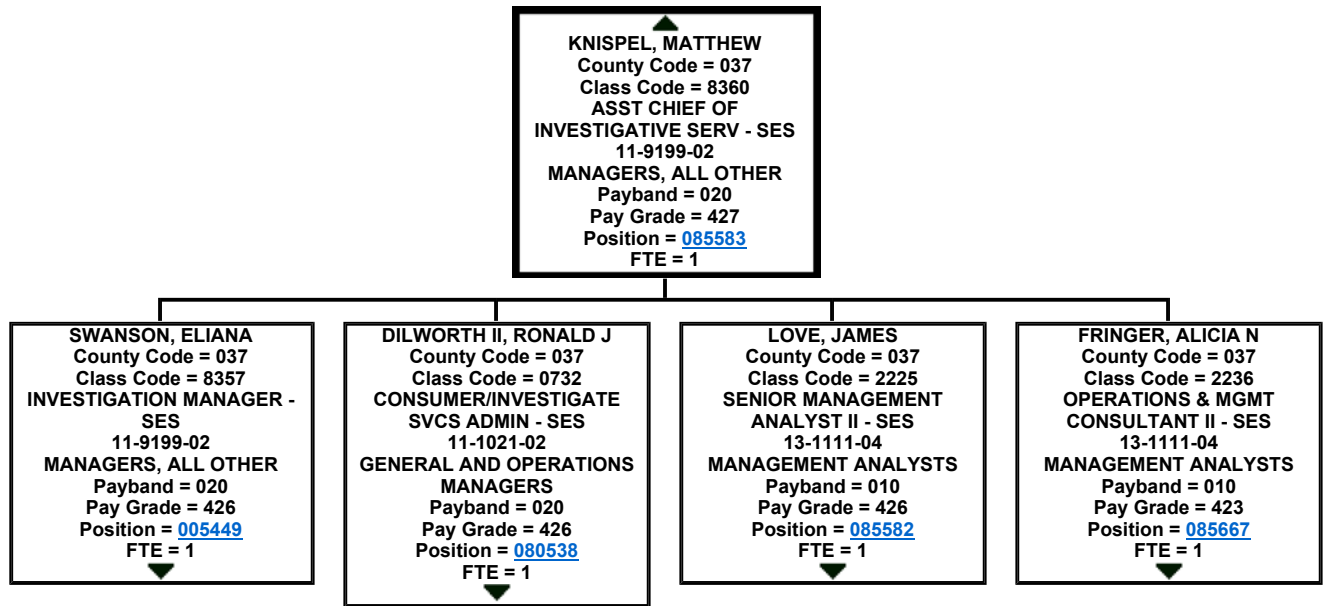 KNISPEL, MATTHEW
County Code = 037
Class Code = 8360
ASST CHIEF OF
INVESTIGATIVE SERV - SES
11-9199-02
MANAGERS, ALL OTHER
Payband = 020
Pay Grade = 427
Position = 085583
FTE = 1
SWANSON, ELIANA
County Code = 037
Class Code = 8357
INVESTIGATION MANAGER -
SES
11-9199-02
MANAGERS, ALL OTHER
Payband = 020
Pay Grade = 426
Position = 005449
FTE = 1
DILWORTH II, RONALD J
County Code = 037
Class Code = 0732
CONSUMER/INVESTIGATE
SVCS ADMIN - SES
11-1021-02
GENERAL AND OPERATIONS
MANAGERS
Payband = 020
Pay Grade = 426
Position = 080538
FTE = 1
LOVE, JAMES
County Code = 037
Class Code = 2225
SENIOR MANAGEMENT
ANALYST II - SES
13-1111-04
MANAGEMENT ANALYSTS
Payband = 010
Pay Grade = 426
Position = 085582
FTE = 1
FRINGER, ALICIA N
County Code = 037
Class Code = 2236
OPERATIONS & MGMT
CONSULTANT II - SES
13-1111-04
MANAGEMENT ANALYSTS
Payband = 010
Pay Grade = 423
Position = 085667
FTE = 1